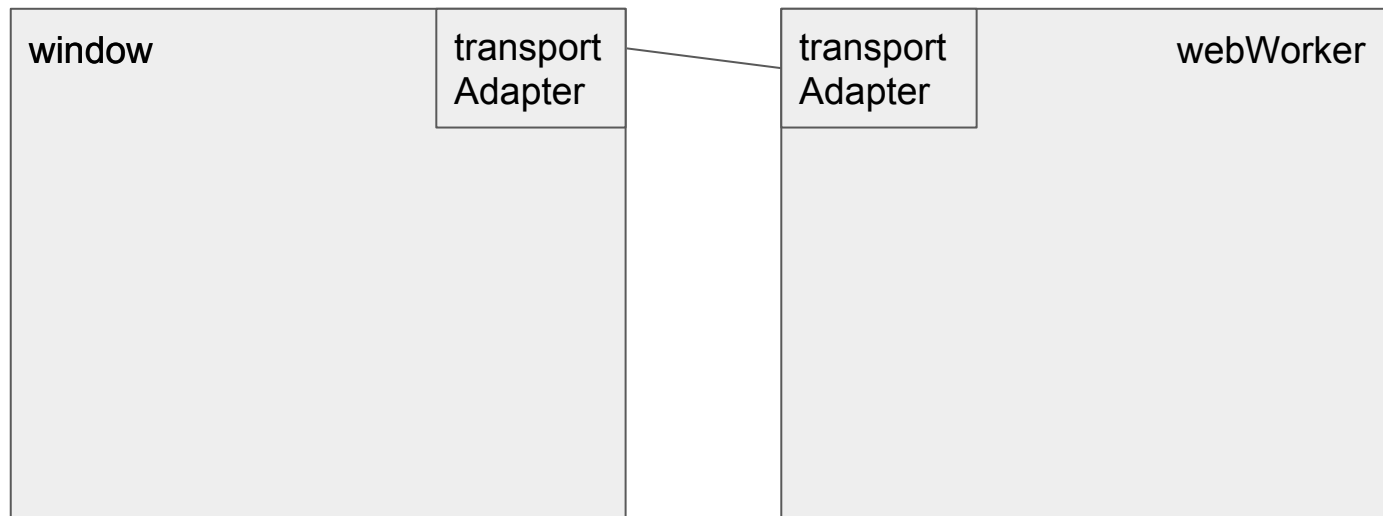 window
transport
Adapter
transport
Adapter
webWorker